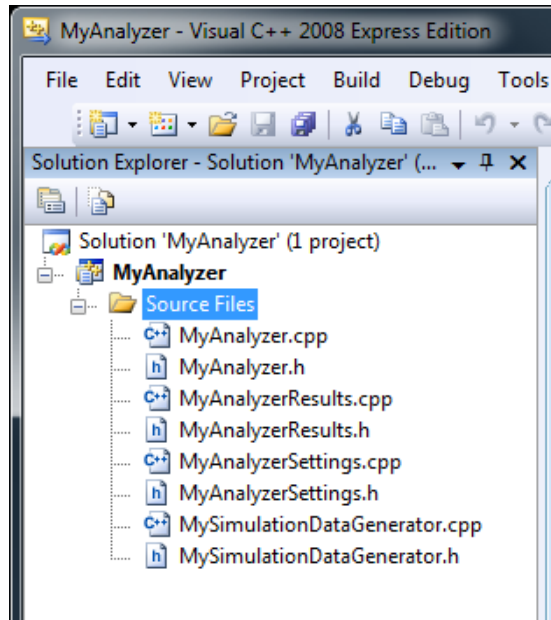 MyAnalyzer - Visual C++ 2008 Express Edition
File Edit View Project Build Debug Tools
Solution Explorer - Solution 'MyAnalyzer' (...
Solution 'MyAnalyzer' (1 project)
MyAnalyzer
Source Files
C++ MyAnalyzer.cpp
h MyAnalyzer.h
C++ MyAnalyzerResults.cpp
h MyAnalyzerResults.h
C++ MyAnalyzerSettings.cpp
h MyAnalyzerSettings.h
C++ MySimulationDataGenerator.cpp
h MySimulationDataGenerator.h